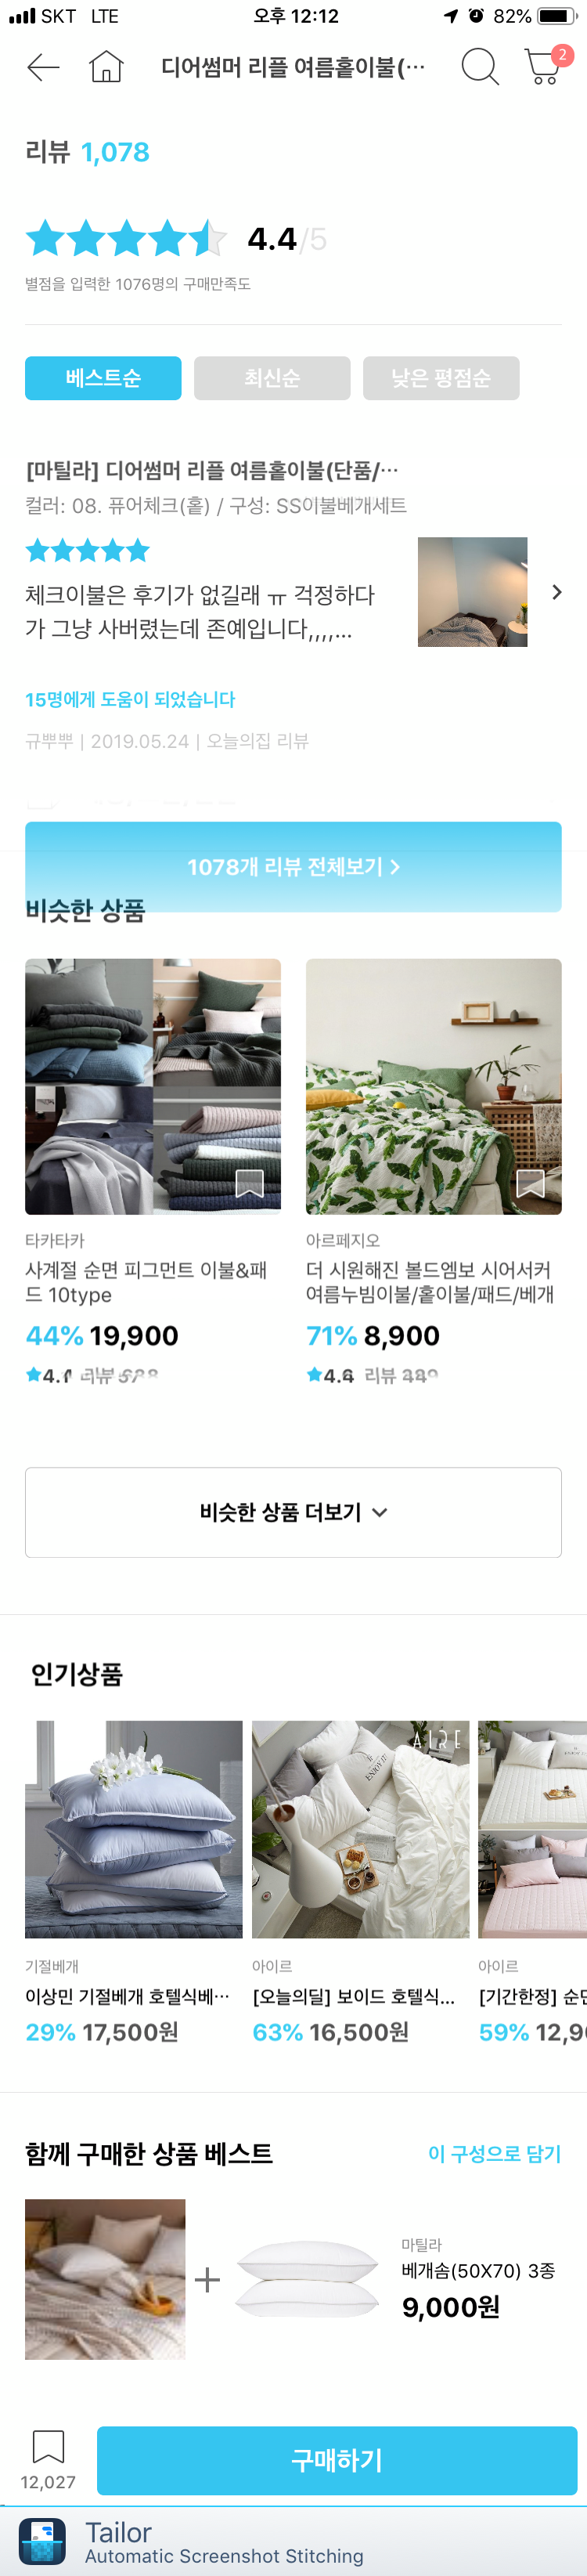 SKT LTE 오후 12:12 82%
디어썸머 리플 여름홑이불(⋯
2
리뷰 1,078
4.4/5
별점을 입력한 1076명의 구매만족도
베스트순 최신순 낮은 평점순
[마틸라] 디어썸머 리플 여름홑이불(단품/⋯
컬러: 08. 퓨어체크(홑) / 구성: SS이불베개세트
체크이불은 후기가 없길래 ㅠ 걱정하다
가 그냥 사버렸는데 존예입니다,,,,...
15명에게 도움이 되었습니다
규뿌뿌 | 2019.05.24 | 오늘의집 리뷰
1078개 리뷰 전체보기 >
비슷한 상품
타카타카
사계절 순면 피그먼트 이불&패
드 10type
44% 19,900
리뷰
아르페지오
더 시원해진 볼드엠보 시어서커
여름누빔이불/홑이불/패드/베개
71% 8,900
리뷰
비슷한 상품 더보기
인기상품
AIRE
기절베개
이상민 기절베개 호텔식베⋯
29% 17,500원
아이르
[오늘의딜] 보이드 호텔식...
63% 16,500원
아이르
[기간한정] 순면
59% 12,9
함께 구매한 상품 베스트
이 구성으로 담기
마틸라
베개솜(50X70) 3종
9,000원
12,027
구매하기
Tailor
Automatic Screenshot Stitching